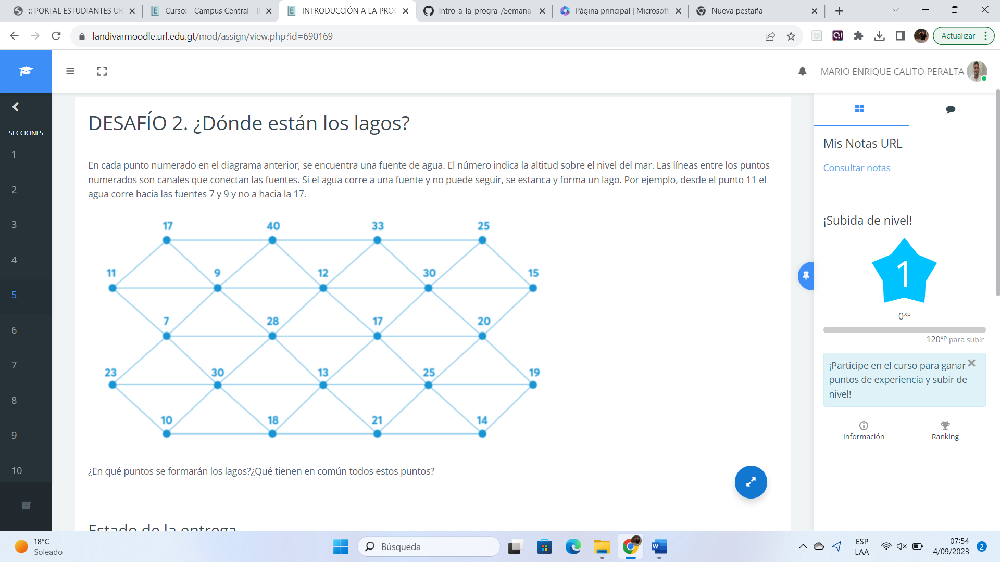 :: PORTAL ESTUDIANTES UR
Curso: - Campus Central - II
INTRODUCCIÓN A LA PROC
Intro-a-la-progra-/Semana
Página principal | Microsoft
Nueva pestaña
landivarmoodle.url.edu.gt/mod/assign/view.php?id=690169
Actualizar
MARIO ENRIQUE CALITO PERALTA
SECCIONES
1
2
3
4
5
6
7
8
9
10
DESAFÍO 2. ¿Dónde están los lagos?
En cada punto numerado en el diagrama anterior, se encuentra una fuente de agua. El número indica la altitud sobre el nivel del mar. Las líneas entre los puntos
numerados son canales que conectan las fuentes. Si el agua corre a una fuente y no puede seguir, se estanca y forma un lago. Por ejemplo, desde el punto 11 el
agua corre hacia las fuentes 7 y 9 y no a hacia la 17.
17 40 33 25
11 9 12 30 15
7 28 17 20
23 30 13 25 19
10 18 21 14
¿En qué puntos se formarán los lagos?¿Qué tienen en común todos estos puntos?
Estado de la entrega
Mis Notas URL
Consultar notas
¡Subida de nivel!
1
0xp
120xp para subir
¡Participe en el curso para ganar
puntos de experiencia y subir de
nivel!
Información
Ranking
18°C
Soleado
Búsqueda
ESP
LAA
07:54
4/09/2023
2